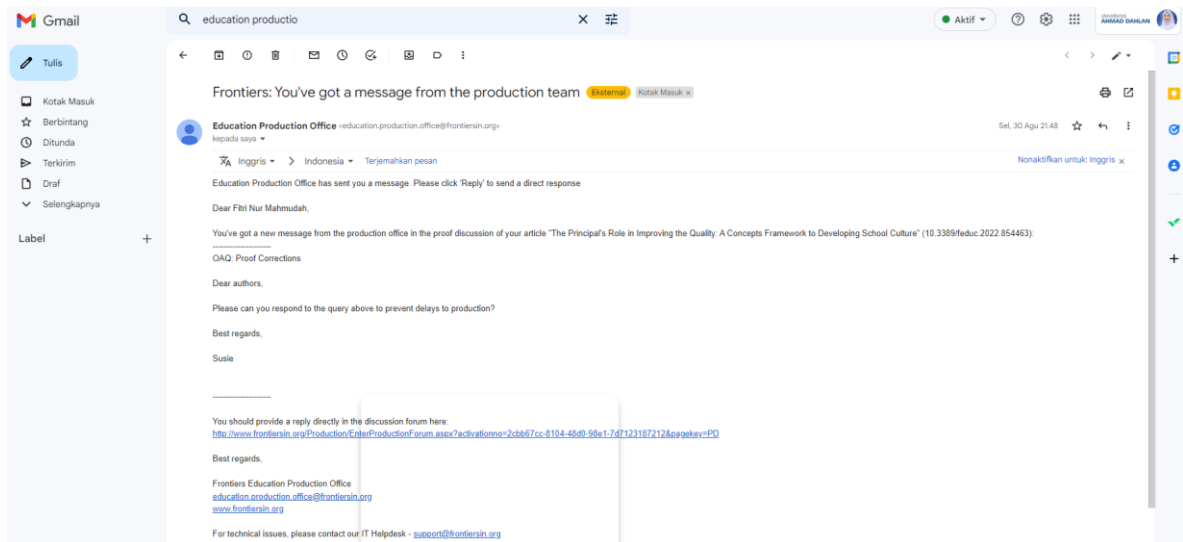 Gmail
education productio
Aktif
UNIVERSITAS
AHMAD DAHLAN
Tulis
Kotak Masuk
Berbintang
Ditunda
Terkirim
Draf
Selengkapnya
Label
Frontiers: You've got a message from the production team Eksternal Kotak Masuk x
Education Production Office <education.production.office@frontiersin.org>
Sel, 30 Agu 21.48
kepada saya
Inggris > Indonesia Terjemahkan pesan
Nonaktifkan untuk: Inggris x
Education Production Office has sent you a message. Please click 'Reply' to send a direct response
Dear Fitri Nur Mahmudah,
You've got a new message from the production office in the proof discussion of your article "The Principal's Role in Improving the Quality: A Concepts Framework to Developing School Culture" (10.3389/feduc.2022.854463):
--------------------
OAQ: Proof Corrections
Dear authors,
Please can you respond to the query above to prevent delays to production?
Best regards,
Susie
--------------------
You should provide a reply directly in the discussion forum here:
http://www.frontiersin.org/Production/EnterProductionForum.aspx?activationno=2cbb67cc-8104-48d0-98e1-7d7123187212&pagekey=PD
Best regards,
Frontiers Education Production Office
education.production.office@frontiersin.org
www.frontiersin.org
For technical issues, please contact our IT Helpdesk - support@frontiersin.org